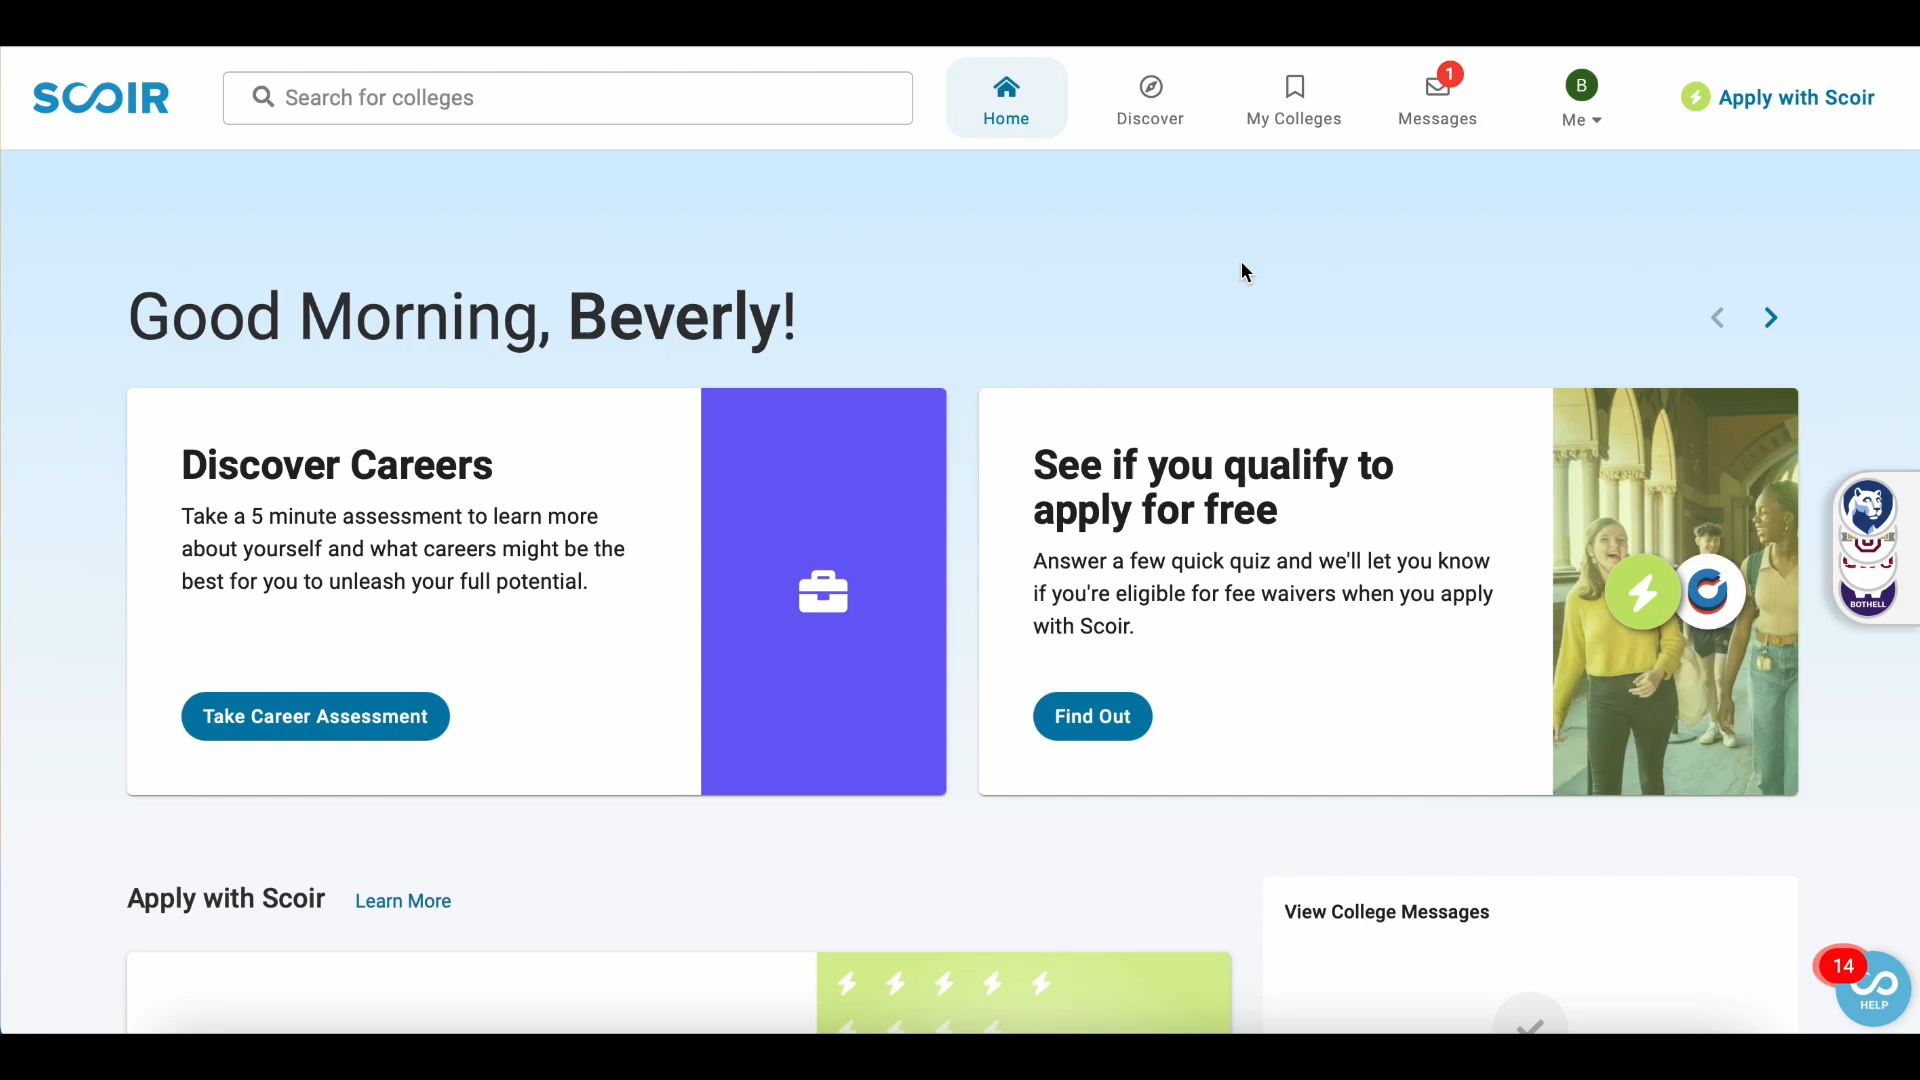 SCOIR
Search for colleges
Home
Discover
My Colleges
1
Messages
B
Me
Apply with Scoir
Good Morning, Beverly!
Discover Careers
Take a 5 minute assessment to learn more
about yourself and what careers might be the
best for you to unleash your full potential.
Take Career Assessment
See if you qualify to
apply for free
Answer a few quick quiz and we'll let you know
if you're eligible for fee waivers when you apply
with Scoir.
Find Out
BOTHELL
Apply with Scoir Learn More
View College Messages
14
HELP